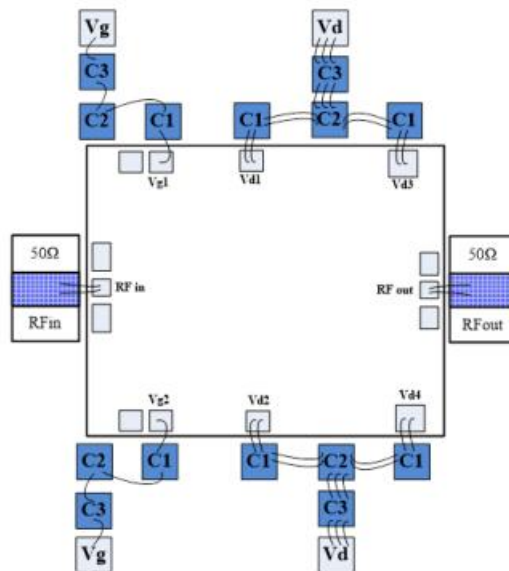 Vg Vd
C3 C3
C2 C1 C1 C2 C1
Vg1 Vd1 Vd3
50Ω 50Ω
RF in RF out
RFin RFout
Vg2 Vd2 Vd4
C2 C1 C1 C2 C1
C3 C3
Vg Vd